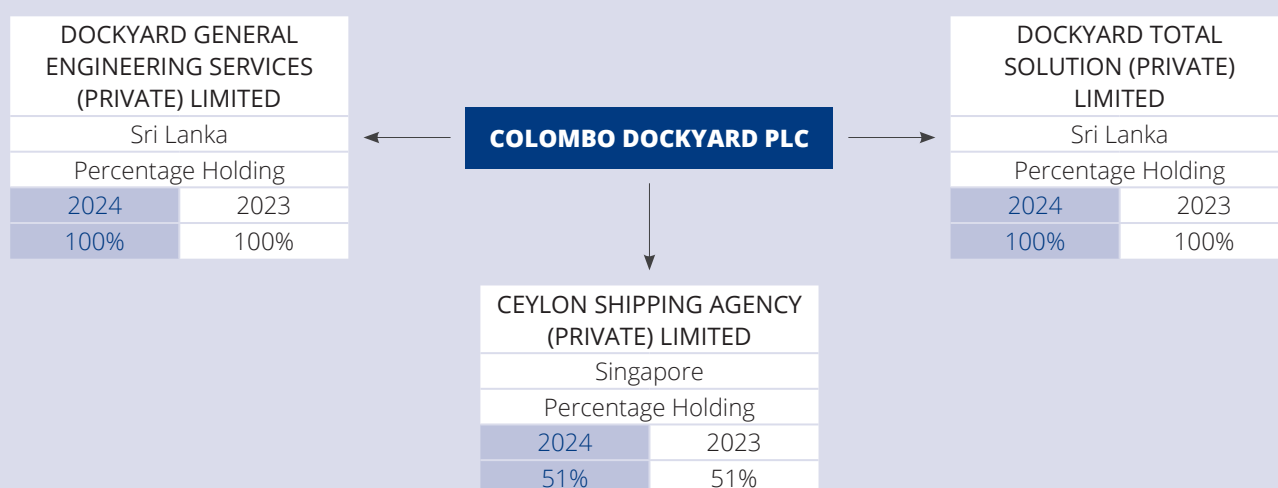 DOCKYARD GENERAL
ENGINEERING SERVICES
(PRIVATE) LIMITED
Sri Lanka
Percentage Holding
2024 2023
100% 100%
COLOMBO DOCKYARD PLC
DOCKYARD TOTAL
SOLUTION (PRIVATE)
LIMITED
Sri Lanka
Percentage Holding
2024 2023
100% 100%
CEYLON SHIPPING AGENCY
(PRIVATE) LIMITED
Singapore
Percentage Holding
2024 2023
51% 51%